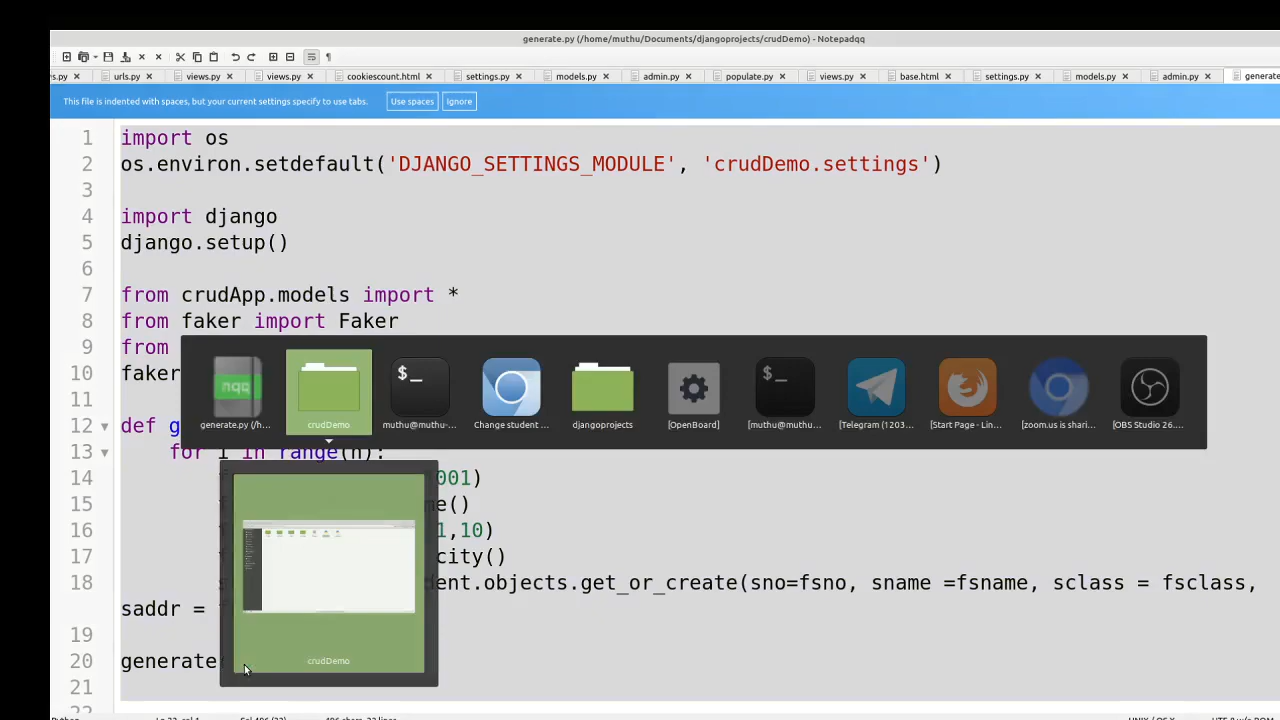 generate.py (/home/muthu/Documents/djangoprojects/crudDemo) - Notepadqq
s.py urls.py views.py views.py cookiescount.html settings.py models.py admin.py populate.py views.py base.html settings.py models.py admin.py generate
This file is indented with spaces, but your current settings specify to use tabs. Use spaces Ignore
1 import os
2 os.environ.setdefault('DJANGO_SETTINGS_MODULE', 'crudDemo.settings')
3
4 import django
5 django.setup()
6
7 from crudApp.models import *
8 from faker import Faker
9 from
10 faker
11
nqq $_ $_
generate.py (/h... crudDemo muthu@muthu-... Change student ... djangoprojects [OpenBoard] [muthu@muthu... [Telegram (1203... [Start Page - Lin... [zoom.us is shari... [OBS Studio 26....
12 def g
13 for i in range(n):
14 f 001)
15 f me()
16 f 1,10)
17 f city()
18 s dent.objects.get_or_create(sno=fsno, sname =fsname, sclass = fsclass,
saddr = f
19
20 generate
crudDemo
21
22